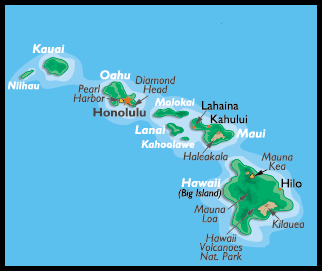 Kauai
Niihau
Oahu
Pearl
Harbor
Diamond
Head
Honolulu
Molokai
Lahaina
Kahului
Lanai
Maui
Kahoolawe
Haleakala
Mauna
Kea
Hawaii
(Big Island)
Hilo
Mauna
Loa
Kilauea
Hawaii
Volcanoes
Nat. Park